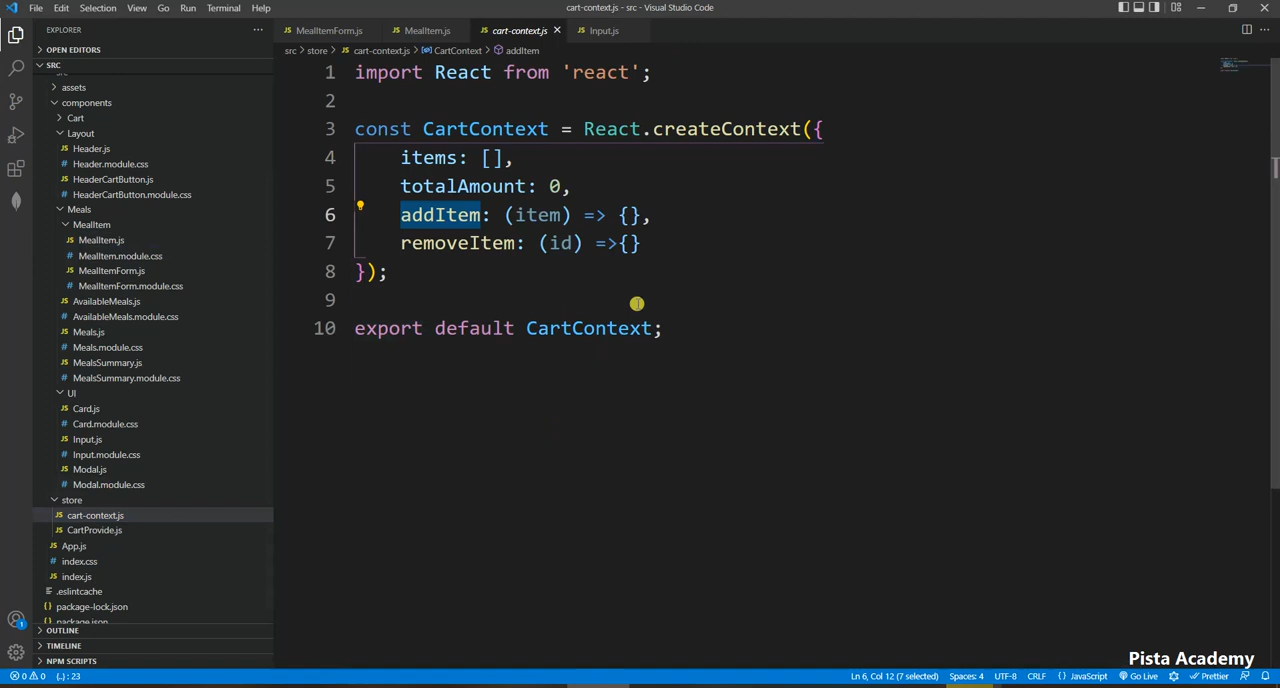 File Edit Selection View Go Run Terminal Help
cart-context.js - src - Visual Studio Code
EXPLORER
MealItemForm.js MealItem.js cart-context.js Input.js
OPEN EDITORS
src > store > cart-context.js > CartContext > addItem
SRC
assets
components
Cart
Layout
Header.js
Header.module.css
HeaderCartButton.js
HeaderCartButton.module.css
Meals
MealItem
MealItem.js
MealItem.module.css
MealItemForm.js
MealItemForm.module.css
AvailableMeals.js
AvailableMeals.module.css
Meals.js
Meals.module.css
MealsSummary.js
MealsSummary.module.css
UI
Card.js
Card.module.css
Input.js
Input.module.css
Modal.js
Modal.module.css
store
cart-context.js
CartProvide.js
App.js
index.css
index.js
.eslintcache
package-lock.json
package.json
OUTLINE
TIMELINE
NPM SCRIPTS
1 import React from 'react';
2
3 const CartContext = React.createContext({
4 items: [],
5 totalAmount: 0,
6 addItem: (item) => {},
7 removeItem: (id) =>{}
8 });
9
10 export default CartContext;
Pista Academy
0 0 {..} : 23 Ln 6, Col 12 (7 selected) Spaces: 4 UTF-8 CRLF {} JavaScript Go Live Prettier